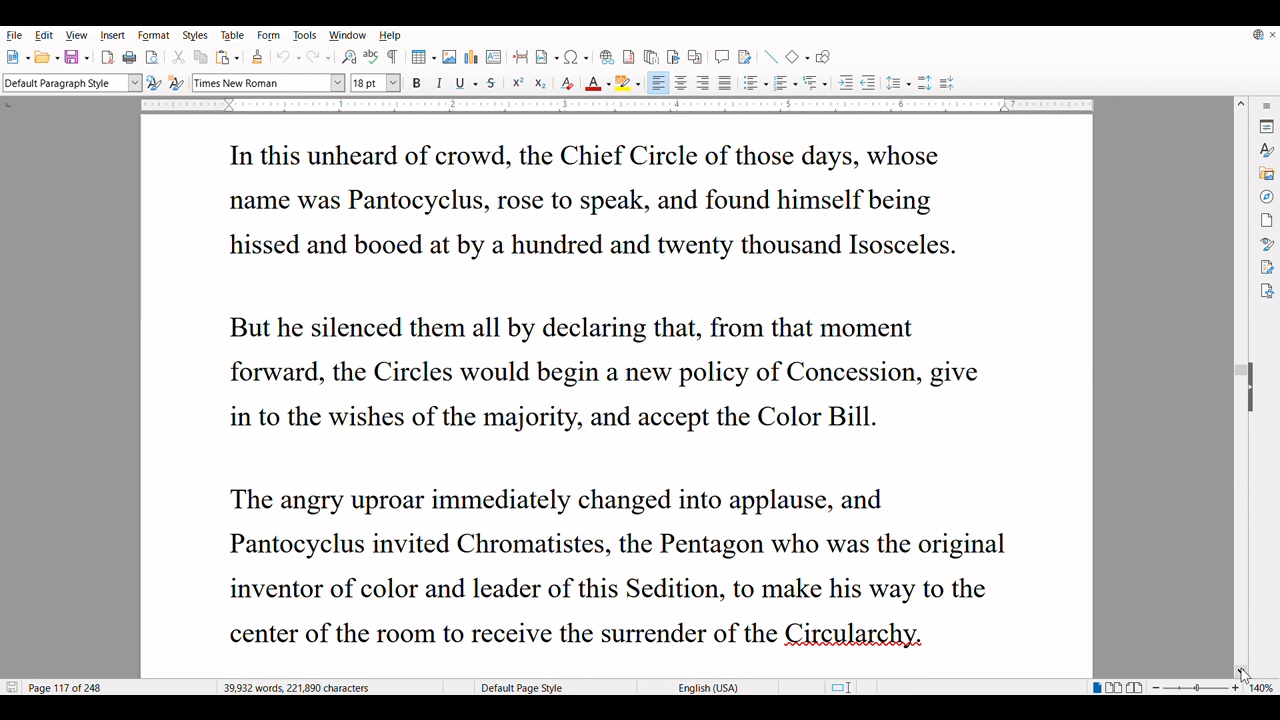 File Edit View Insert Format Styles Table Form Tools Window Help
Default Paragraph Style Times New Roman 18 pt
1 2 3 4 5 6 7
In this unheard of crowd, the Chief Circle of those days, whose
name was Pantocyclus, rose to speak, and found himself being
hissed and booed at by a hundred and twenty thousand Isosceles.
But he silenced them all by declaring that, from that moment
forward, the Circles would begin a new policy of Concession, give
in to the wishes of the majority, and accept the Color Bill.
The angry uproar immediately changed into applause, and
Pantocyclus invited Chromatistes, the Pentagon who was the original
inventor of color and leader of this Sedition, to make his way to the
center of the room to receive the surrender of the Circularchy.
Page 117 of 248 39,932 words, 221,890 characters Default Page Style English (USA) 140%